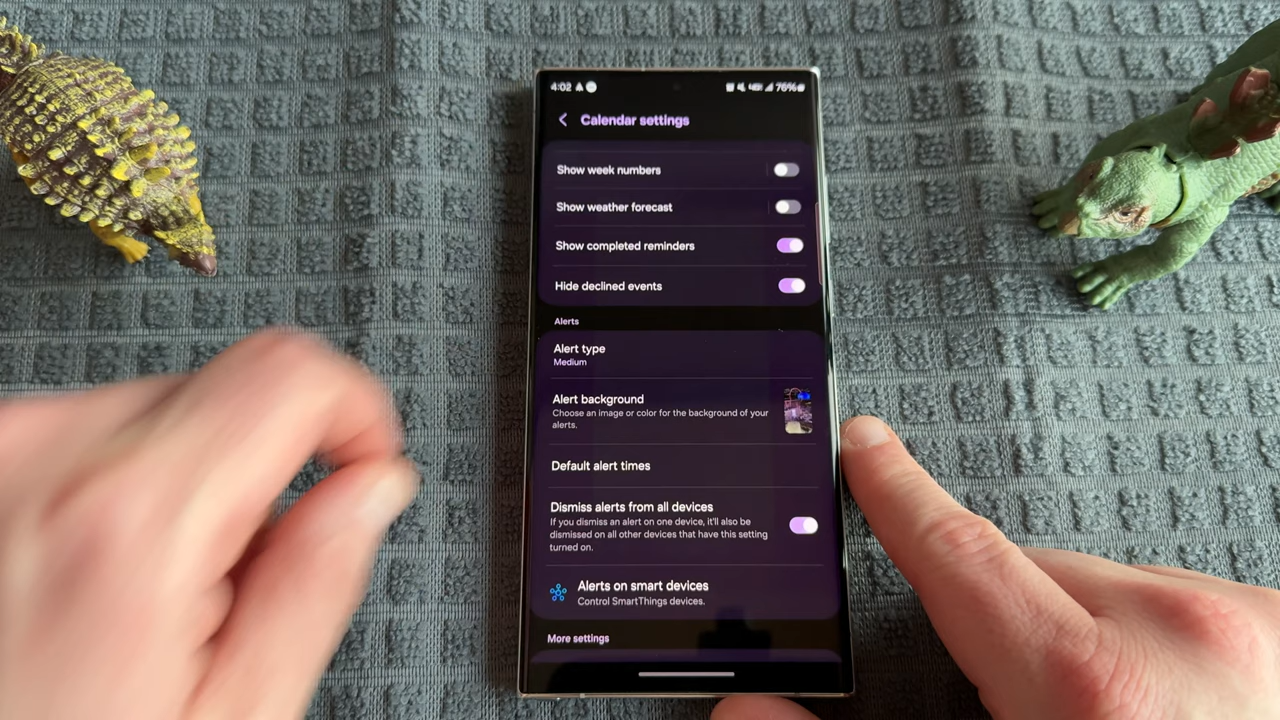 4:02
76%
Calendar settings
Show week numbers
Show weather forecast
Show completed reminders
Hide declined events
Alerts
Alert type
Medium
Alert background
Choose an image or color for the background of your
alerts.
Default alert times
Dismiss alerts from all devices
If you dismiss an alert on one device, it'll also be
dismissed on all other devices that have this setting
turned on.
Alerts on smart devices
Control SmartThings devices.
More settings